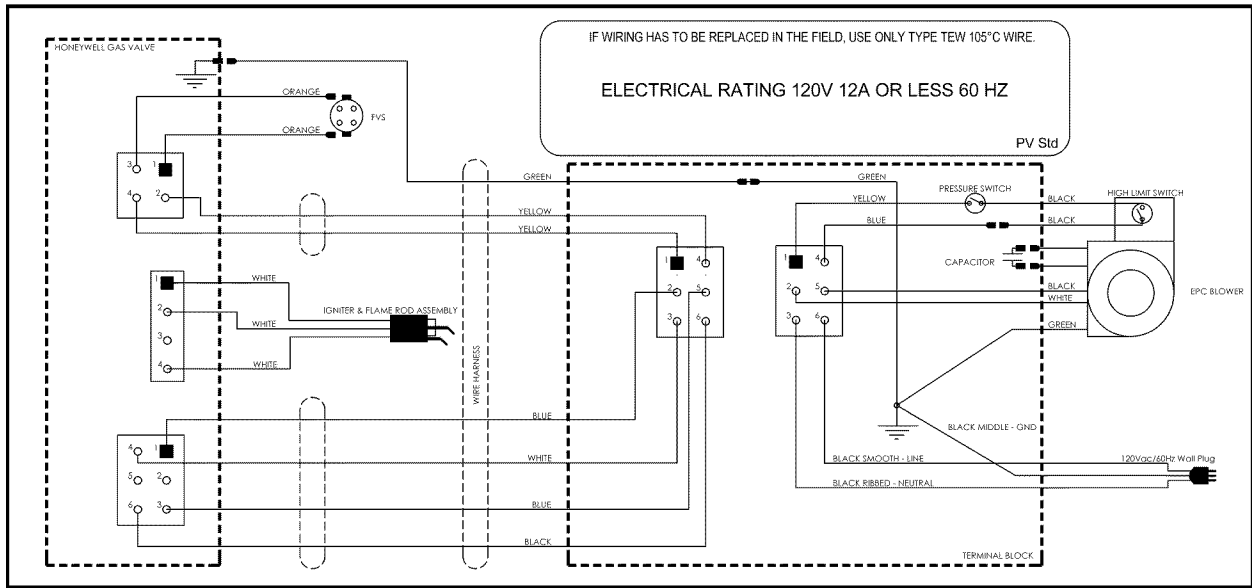 HONEYWELL GAS VALVE
IF WIRING HAS TO BE REPLACED IN THE FIELD, USE ONLY TYPE TEW 105°C WIRE.
ELECTRICAL RATING 120V 12A OR LESS 60 HZ
PV Std
ORANGE
FVS
ORANGE
3 1
4 2
GREEN
GREEN
YELLOW
PRESSURE SWITCH
BLACK
HIGH LIMIT SWITCH
YELLOW
BLUE
BLACK
YELLOW
1 4
2 5
3 6
1 4
2 5
3 6
CAPACITOR
BLACK
WHITE
EPC BLOWER
GREEN
1
2
3
4
WHITE
WHITE
WHITE
IGNITER & FLAME ROD ASSEMBLY
WIRE HARNESS
BLUE
4 1
5 2
6 3
WHITE
BLUE
BLACK
BLACK MIDDLE - GND
BLACK SMOOTH - LINE
120Vac/60Hz Wall Plug
BLACK RIBBED - NEUTRAL
TERMINAL BLOCK